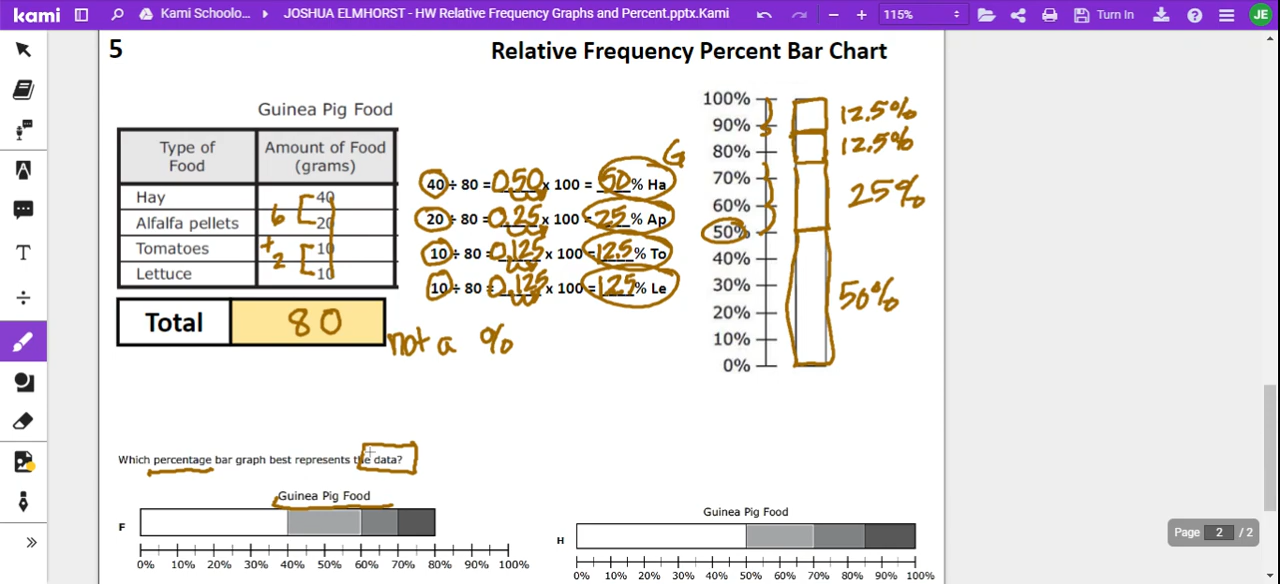 kami Kami Schoolo... JOSHUA ELMHORST - HW Relative Frequency Graphs and Percent.pptx.Kami 115% Turn In JE
5 Relative Frequency Percent Bar Chart
Guinea Pig Food
Type of Food Amount of Food (grams)
Hay 40
Alfalfa pellets 20
Tomatoes 10
Lettuce 10
6 + 2
Total 80
not a %
G
40 ÷ 80 = 0.50 x 100 = 50% Ha
20 ÷ 80 = 0.25 x 100 = 25% Ap
10 ÷ 80 = 0.125 x 100 = 12.5% To
10 ÷ 80 = 0.125 x 100 = 12.5% Le
100%
90%
80%
70%
60%
50%
40%
30%
20%
10%
0%
12.5%
12.5%
25%
50%
Which percentage bar graph best represents the data?
Guinea Pig Food
F
0% 10% 20% 30% 40% 50% 60% 70% 80% 90% 100%
Guinea Pig Food
H
0% 10% 20% 30% 40% 50% 60% 70% 80% 90% 100%
Page 2 / 2